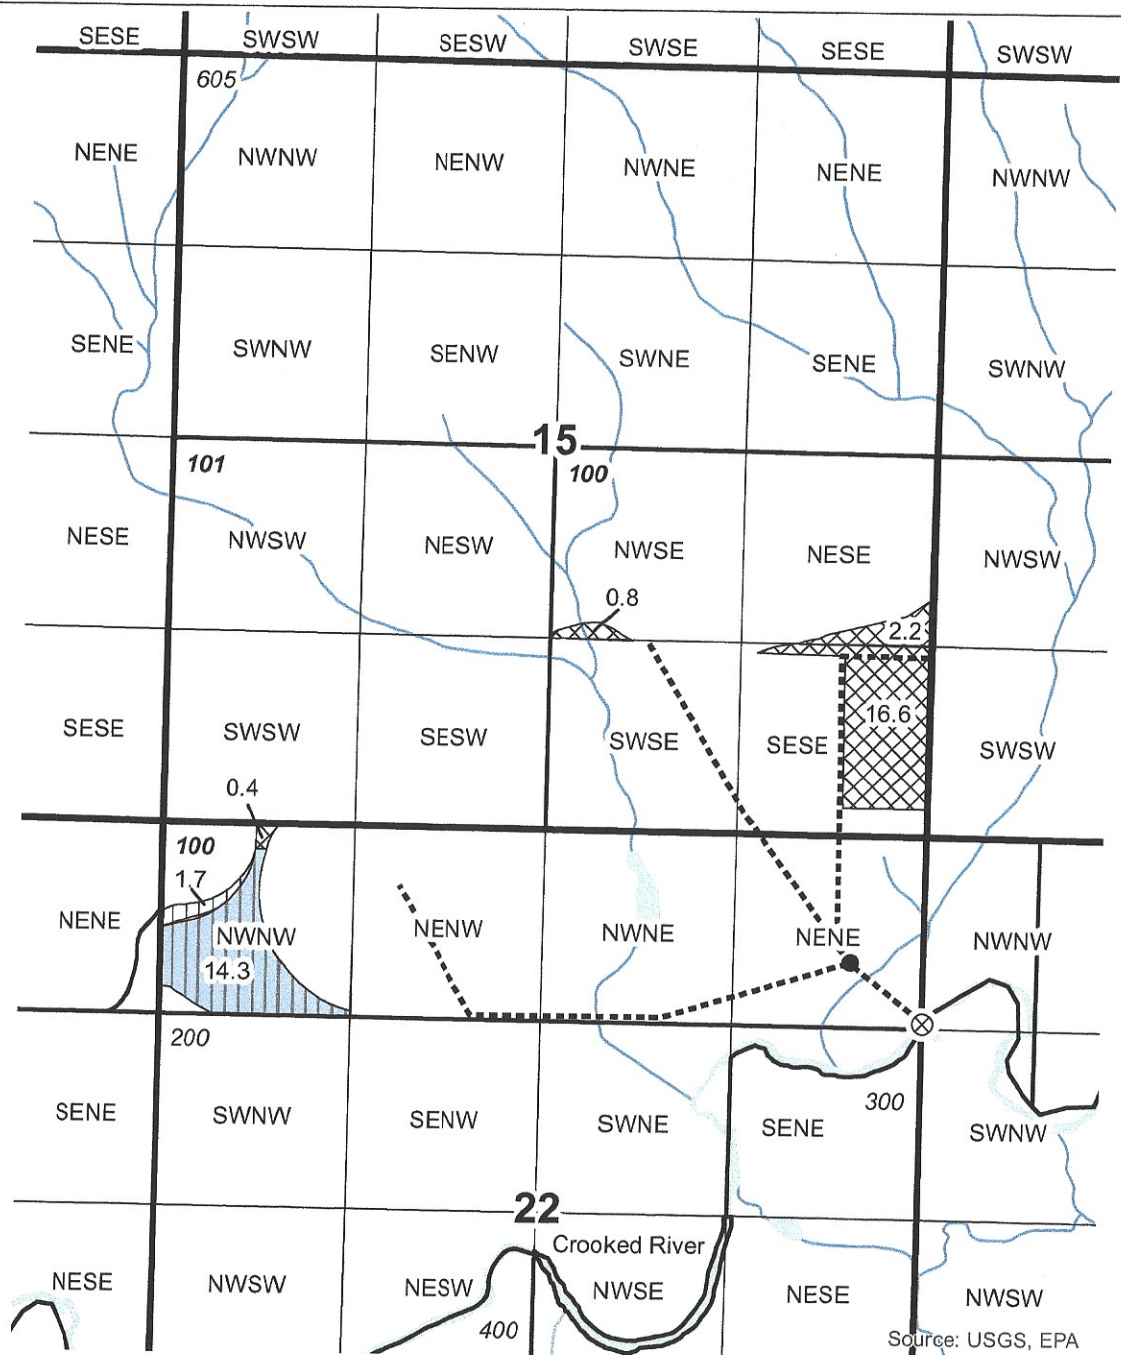 SESE SWSW SESW SWSE SESE SWSW
605
NENE NWNW NENW NWNE NENE NWNW
SENE SWNW SENW SWNE SENE SWNW
15
101 100
NESE NWSW NESW NWSE NESE NWSW
0.8
2.2
16.6
SESE SWSW SESW SWSE SESE SWSW
0.4
100
1.7
NENE NWNW NENW NWNE NENE NWNW
14.3
200
300
SENE SWNW SENW SWNE SENE SWNW
22
Crooked River
NESE NWSW NESW NWSE NESE NWSW
400
Source: USGS, EPA